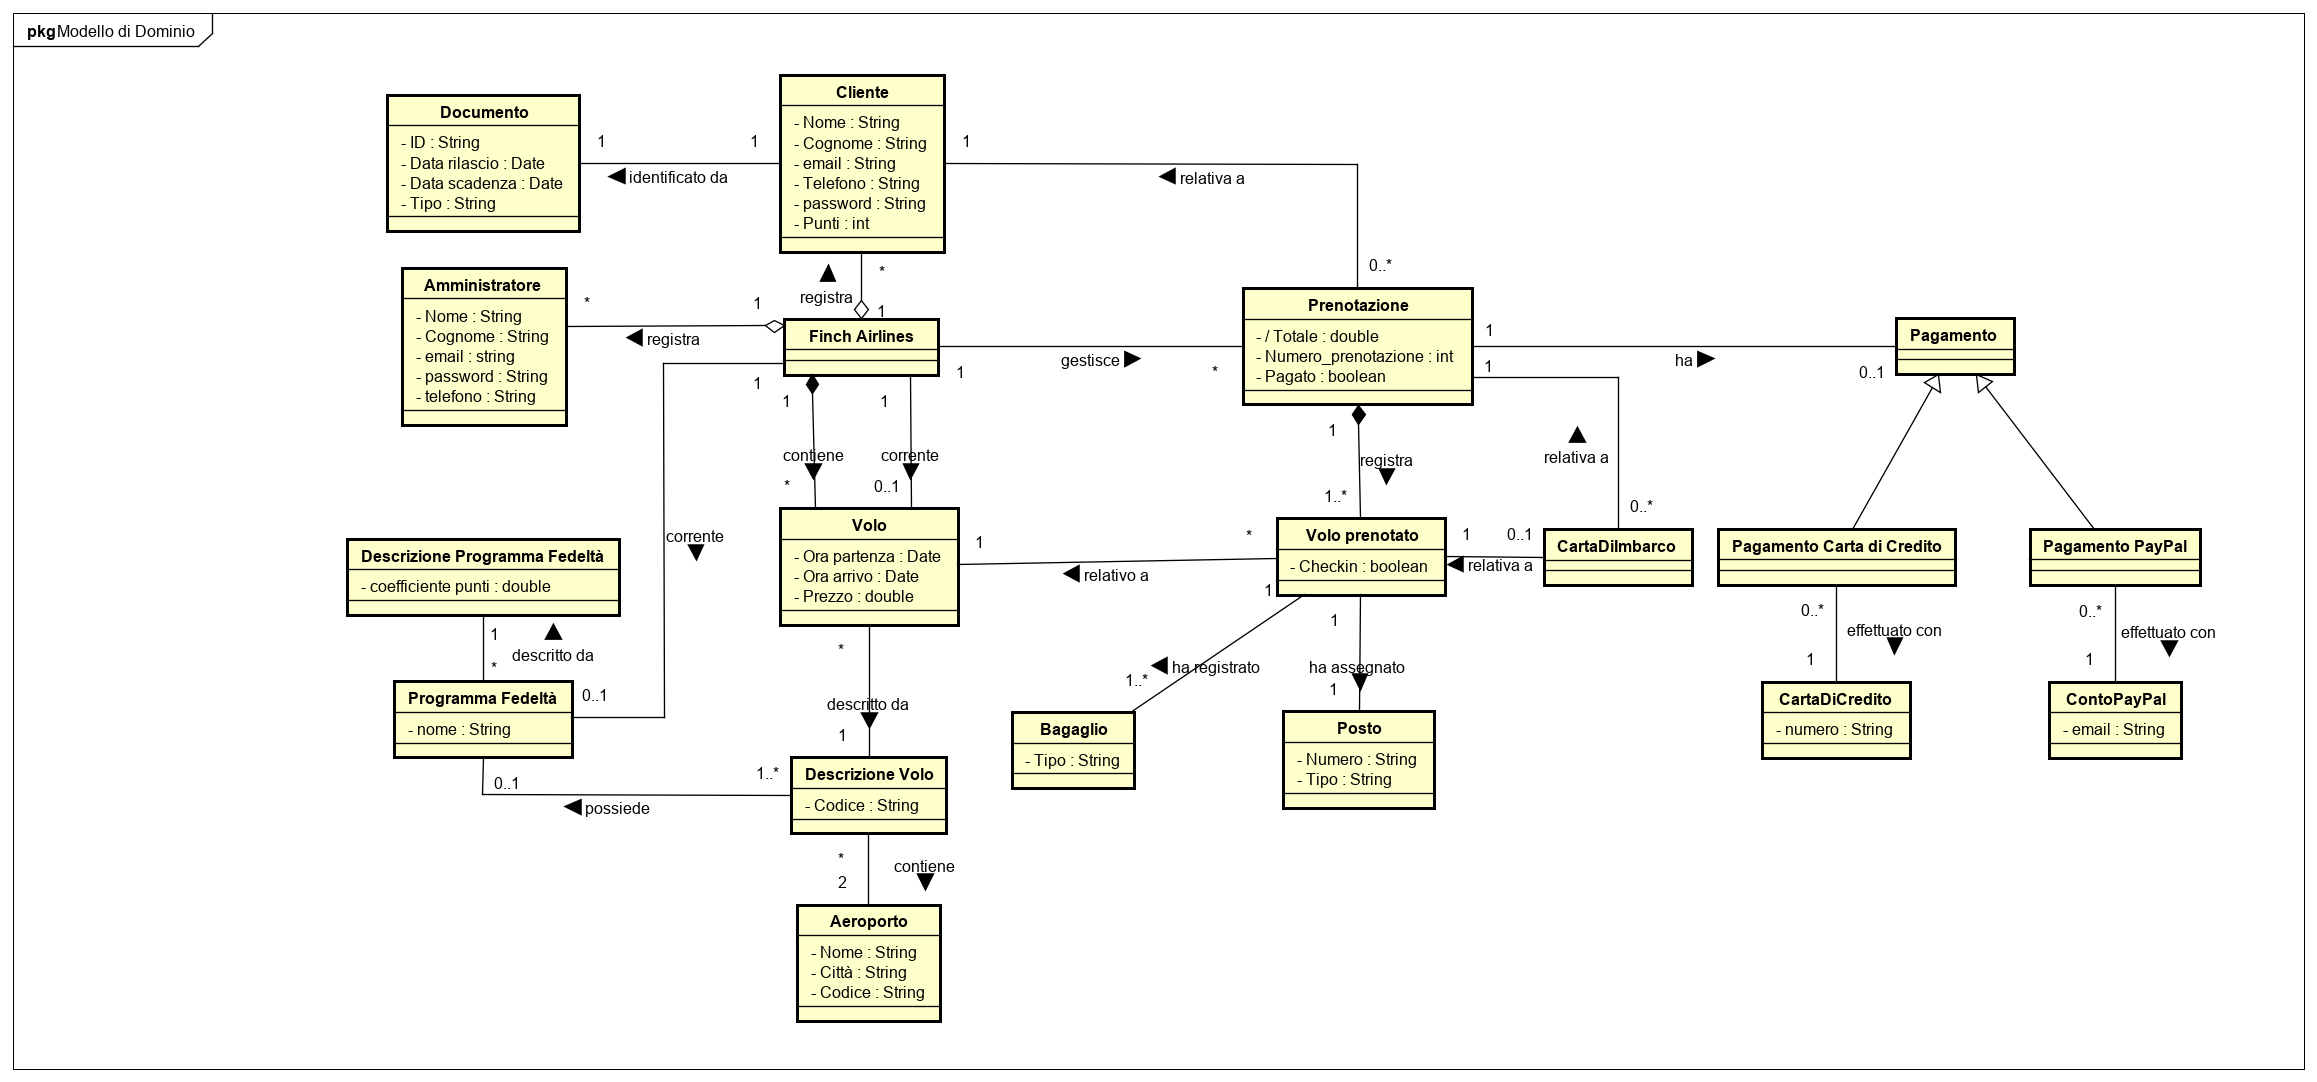 pkg Modello di Dominio
Cliente
- Nome : String
- Cognome : String
- email : String
- Telefono : String
- password : String
- Punti : int
Documento
- ID : String
- Data rilascio : Date
- Data scadenza : Date
- Tipo : String
1
1
identificato da
1
relativa a
0..*
Amministratore
- Nome : String
- Cognome : String
- email : string
- password : String
- telefono : String
*
1
registra
*
registra
1
Finch Airlines
1
gestisce
*
Prenotazione
- / Totale : double
- Numero_prenotazione : int
- Pagato : boolean
1
ha
0..1
Pagamento
1
relativa a
0..*
1
corrente
0..1
1
contiene
*
1
corrente
0..1
1
registra
1..*
Volo
- Ora partenza : Date
- Ora arrivo : Date
- Prezzo : double
1
*
relativo a
Volo prenotato
- Checkin : boolean
1
0..1
relativa a
CartaDiImbarco
Pagamento Carta di Credito
Pagamento PayPal
Descrizione Programma Fedeltà
- coefficiente punti : double
1
*
descritto da
Programma Fedeltà
- nome : String
0..1
1..*
possiede
*
descritto da
1
Descrizione Volo
- Codice : String
*
2
contiene
Aeroporto
- Nome : String
- Città : String
- Codice : String
1
ha registrato
1..*
Bagaglio
- Tipo : String
1
ha assegnato
1
Posto
- Numero : String
- Tipo : String
0..*
effettuato con
1
CartaDiCredito
- numero : String
0..*
effettuato con
1
ContoPayPal
- email : String